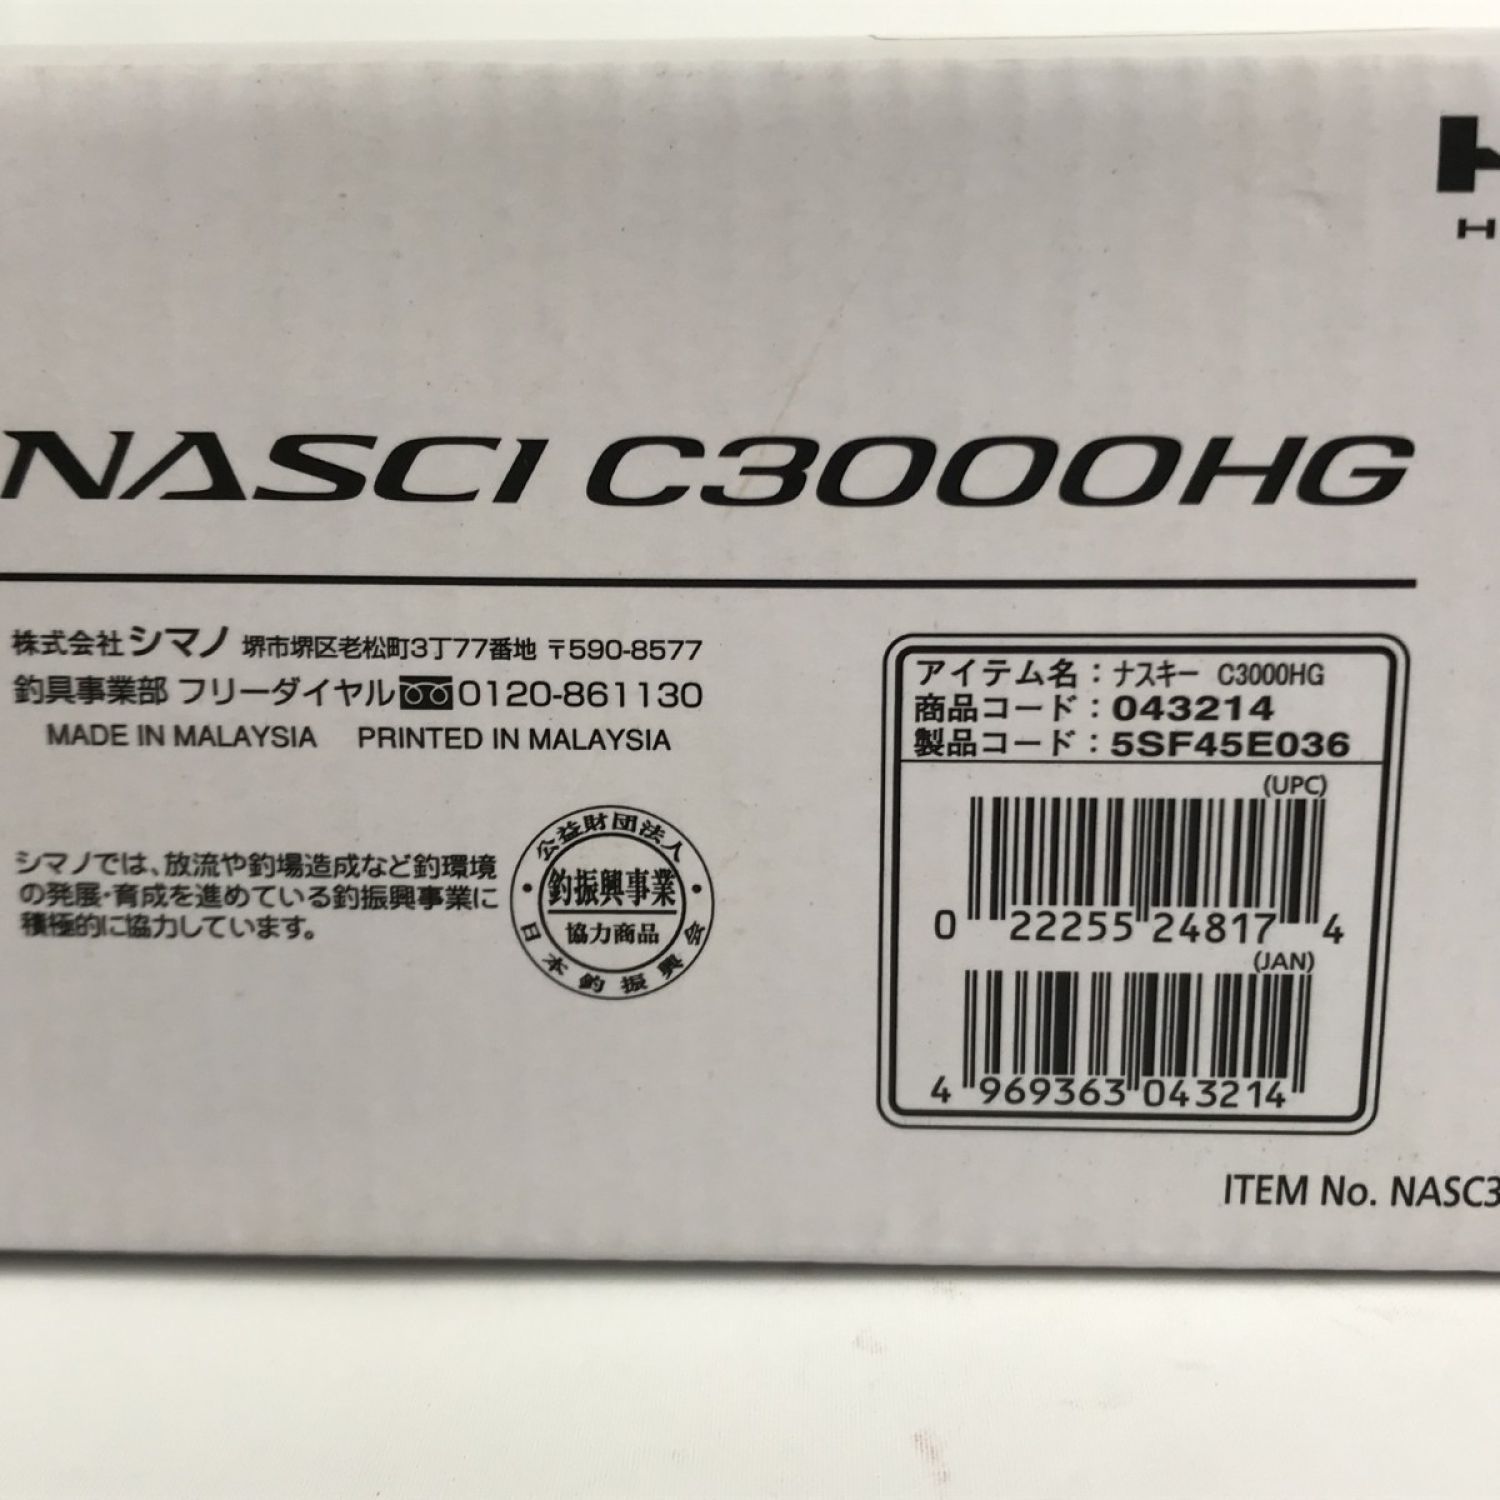 H
NASCI C3000HG
株式会社シマノ 堺市堺区老松町3丁77番地 〒590-8577
釣具事業部 フリーダイヤル 0120-861130
MADE IN MALAYSIA PRINTED IN MALAYSIA
シマノでは、放流や釣場造成など釣環境
の発展・育成を進めている釣振興事業に
積極的に協力しています。
公益財団法人
釣振興事業
協力商品
日本釣振興会
アイテム名：ナスキー C3000HG
商品コード：043214
製品コード：5SF45E036
(UPC)
0 22255 24817 4
(JAN)
4 969363 043214
ITEM No. NASC3